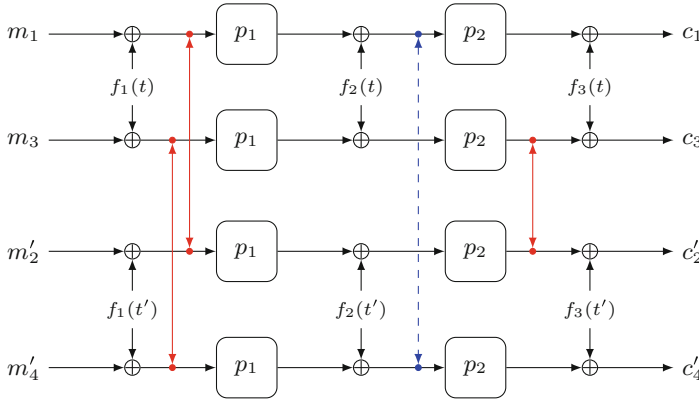 m₁ p₁ p₂ c₁
f₁(t) f₂(t) f₃(t)
m₃ p₁ p₂ c₃
m′₂ p₁ p₂ c′₂
f₁(t′) f₂(t′) f₃(t′)
m′₄ p₁ p₂ c′₄